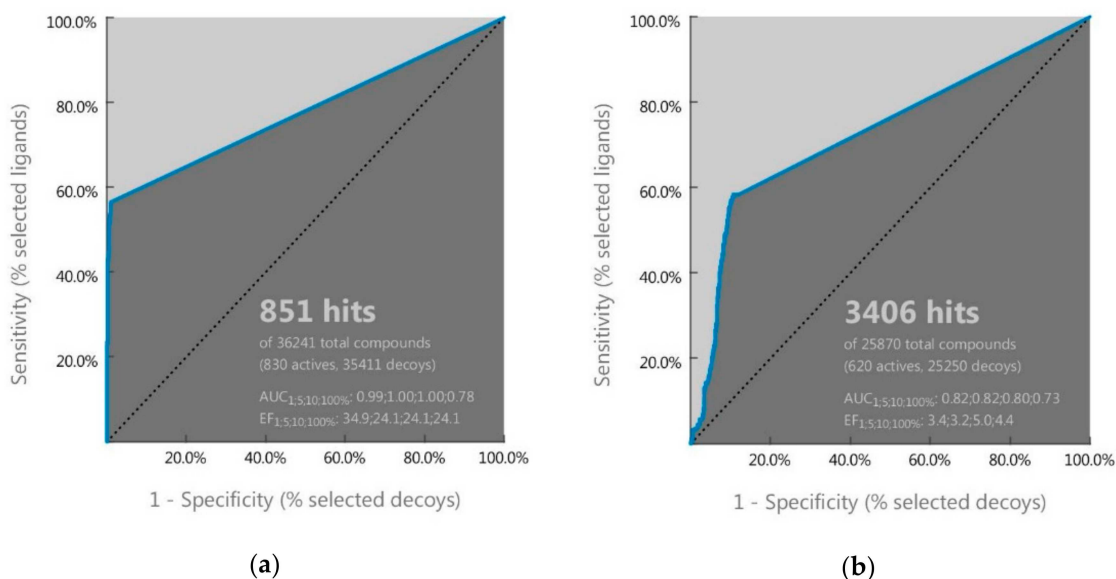 100.0%
80.0%
60.0%
40.0%
20.0%
Sensitivity (% selected ligands)
851 hits
of 36241 total compounds
(830 actives, 35411 decoys)
AUC1;5;10;100%: 0.99;1.00;1.00;0.78
EF1;5;10;100%: 34.9;24.1;24.1;24.1
20.0% 40.0% 60.0% 80.0% 100.0%
1 - Specificity (% selected decoys)
(a)
100.0%
80.0%
60.0%
40.0%
20.0%
Sensitivity (% selected ligands)
3406 hits
of 25870 total compounds
(620 actives, 25250 decoys)
AUC1;5;10;100%: 0.82;0.82;0.80;0.73
EF1;5;10;100%: 3.4;3.2;5.0;4.4
20.0% 40.0% 60.0% 80.0% 100.0%
1 - Specificity (% selected decoys)
(b)